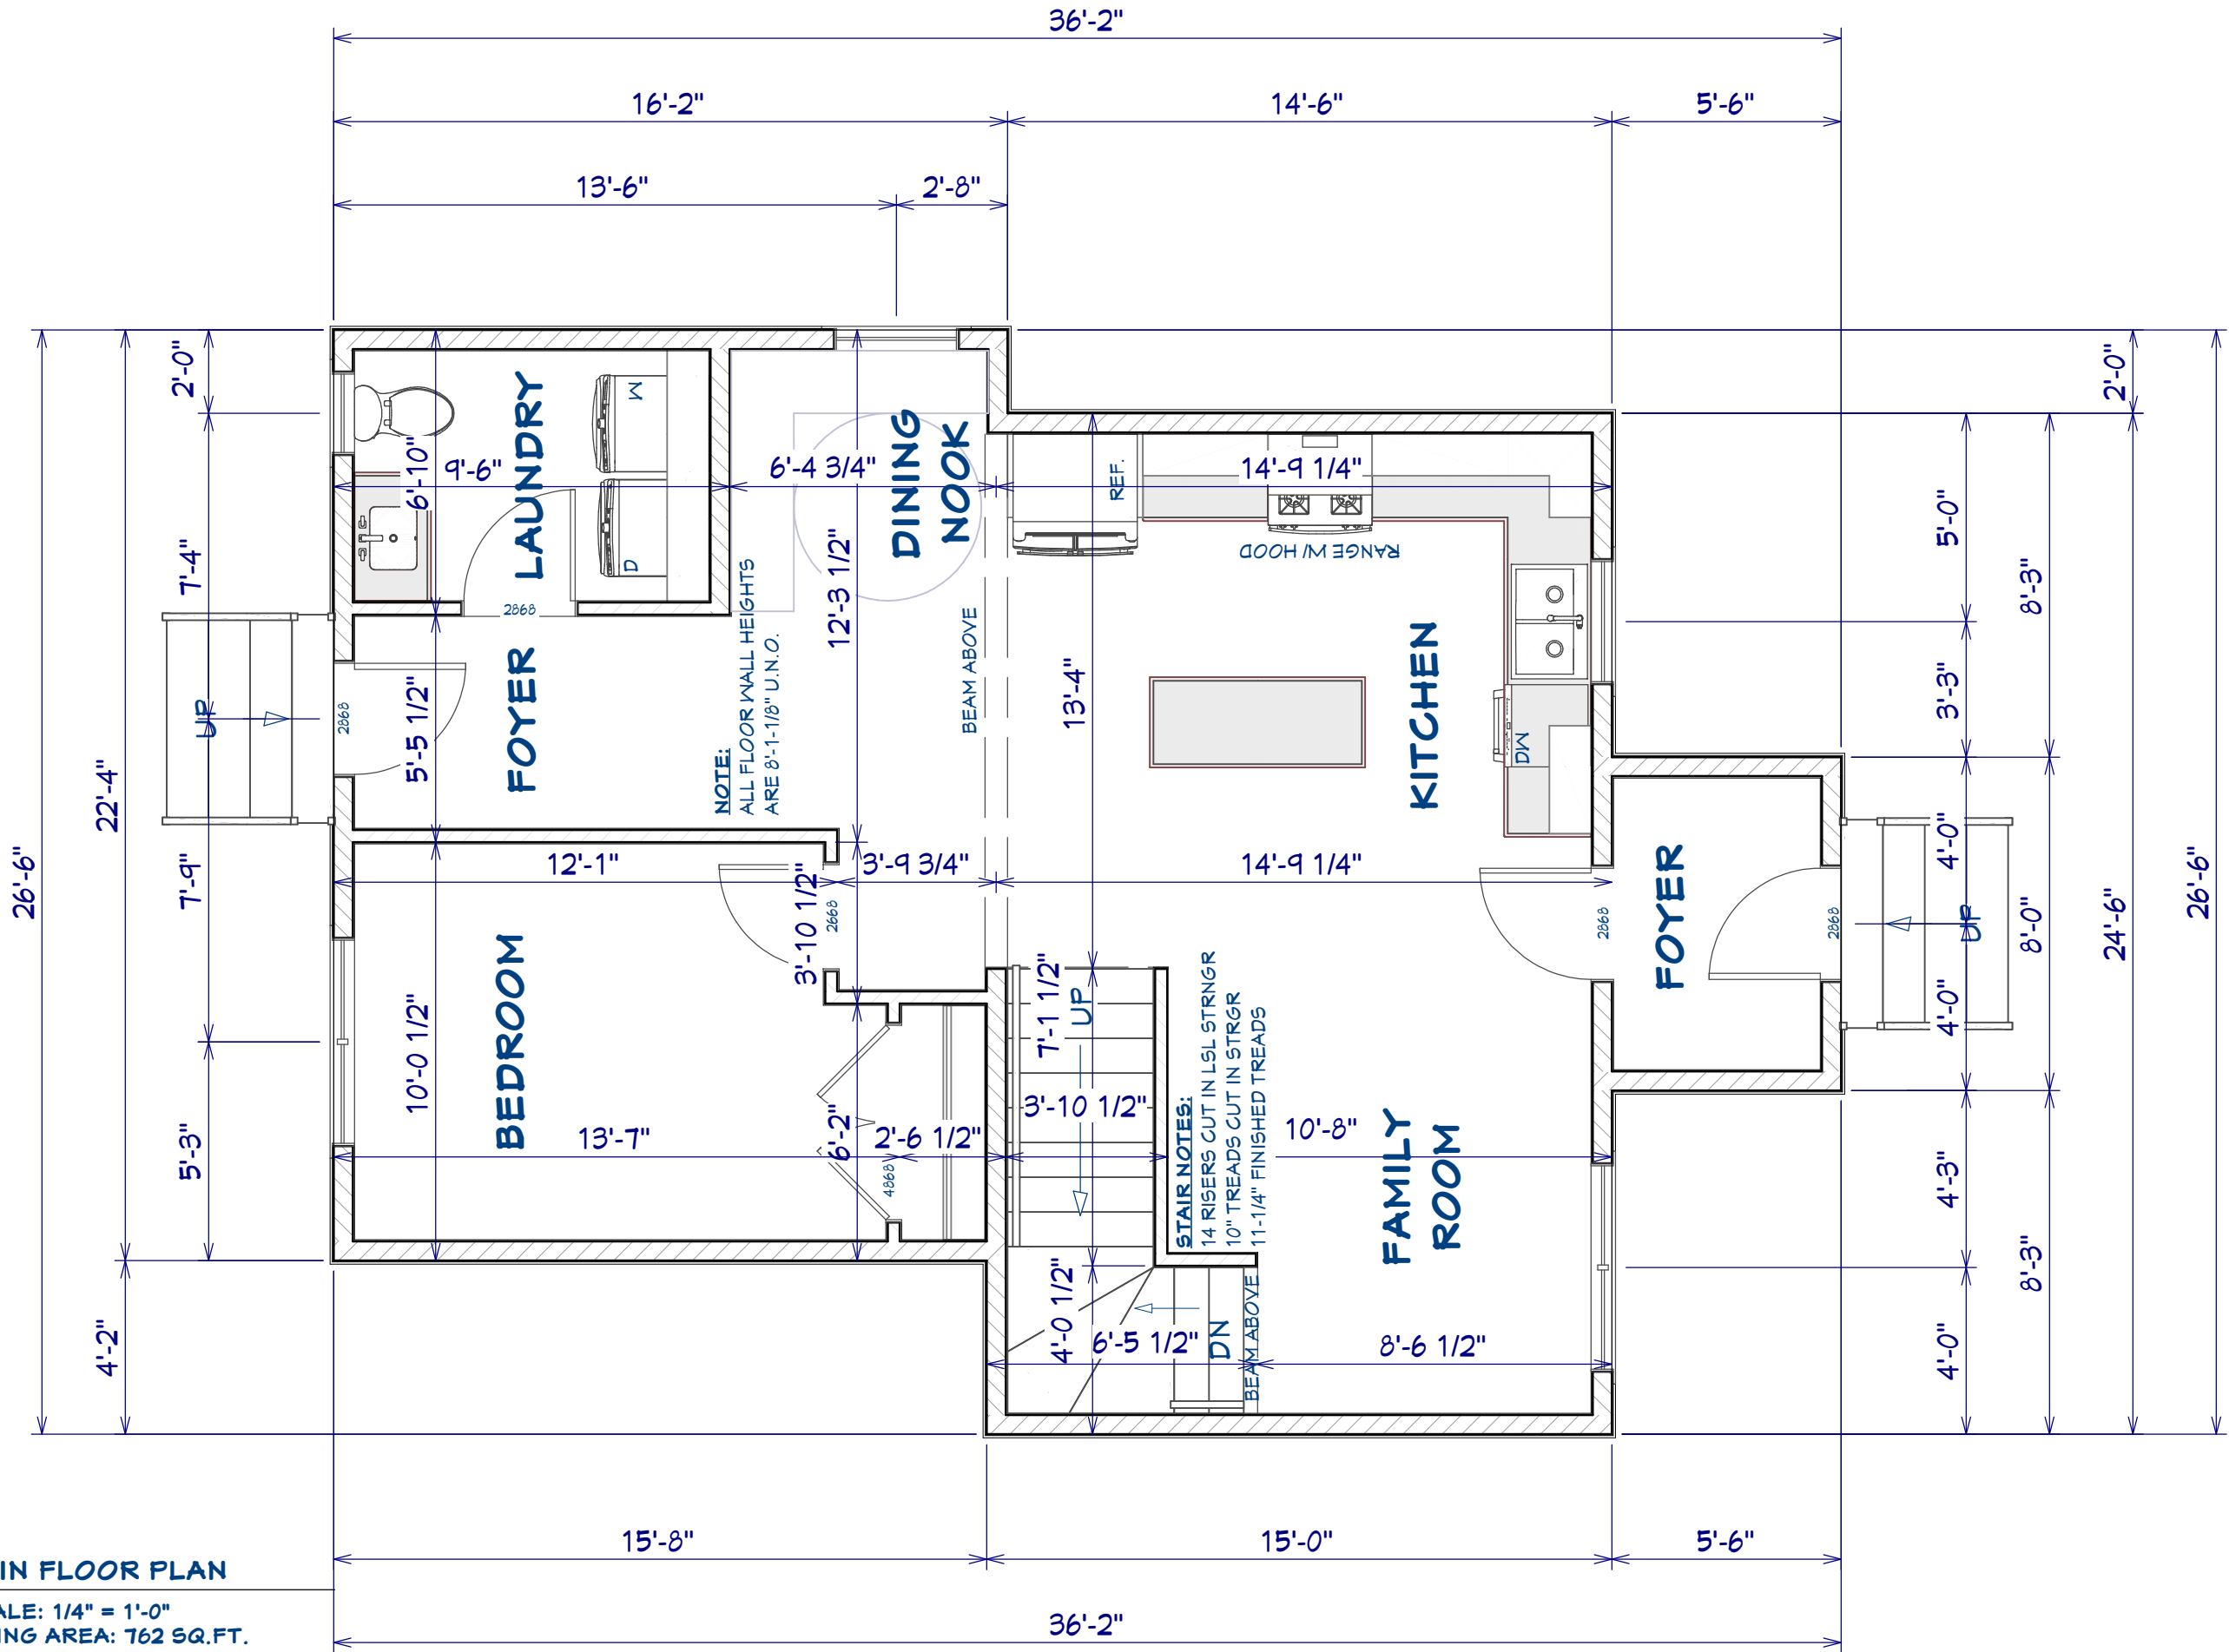 36'-2"
16'-2"
14'-6"
5'-6"
13'-6"
2'-8"
26'-6"
22'-4"
4'-2"
2'-0"
7'-4"
7'-9"
5'-3"
UP
2868
6'-10"
9'-6"
LAUNDRY
W
D
2868
5'-5 1/2"
FOYER
6'-4 3/4"
DINING
NOOK
12'-3 1/2"
NOTE:
ALL FLOOR WALL HEIGHTS
ARE 8'-1-1/8" U.N.O.
BEAM ABOVE
REF.
14'-9 1/4"
RANGE W/ HOOD
13'-4"
KITCHEN
DW
12'-1"
3'-9 3/4"
14'-9 1/4"
3'-10 1/2"
2668
BEDROOM
10'-0 1/2"
13'-7"
6'-2"
2'-6 1/2"
4868
7'-1 1/2"
UP
3'-10 1/2"
STAIR NOTES:
14 RISERS CUT IN LSL STRNGR
10" TREADS CUT IN STRGR
11-1/4" FINISHED TREADS
10'-8"
FAMILY
ROOM
4'-0 1/2"
6'-5 1/2"
DN
BEAM ABOVE
8'-6 1/2"
2868
FOYER
2868
UP
5'-0"
3'-3"
4'-0"
4'-0"
4'-3"
4'-0"
8'-3"
8'-0"
8'-3"
2'-0"
24'-6"
26'-6"
15'-8"
15'-0"
5'-6"
36'-2"
IN FLOOR PLAN
ALE: 1/4" = 1'-0"
ING AREA: 762 SQ.FT.